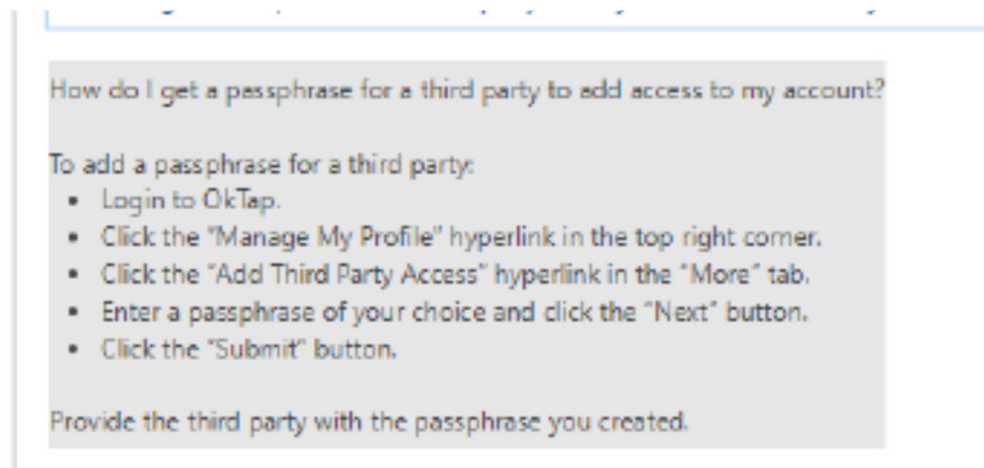 How do I get a passphrase for a third party to add access to my account?
To add a passphrase for a third party:
• Login to OkTap.
• Click the "Manage My Profile" hyperlink in the top right corner.
• Click the "Add Third Party Access" hyperlink in the "More" tab.
• Enter a passphrase of your choice and click the "Next" button.
• Click the "Submit" button.
Provide the third party with the passphrase you created.